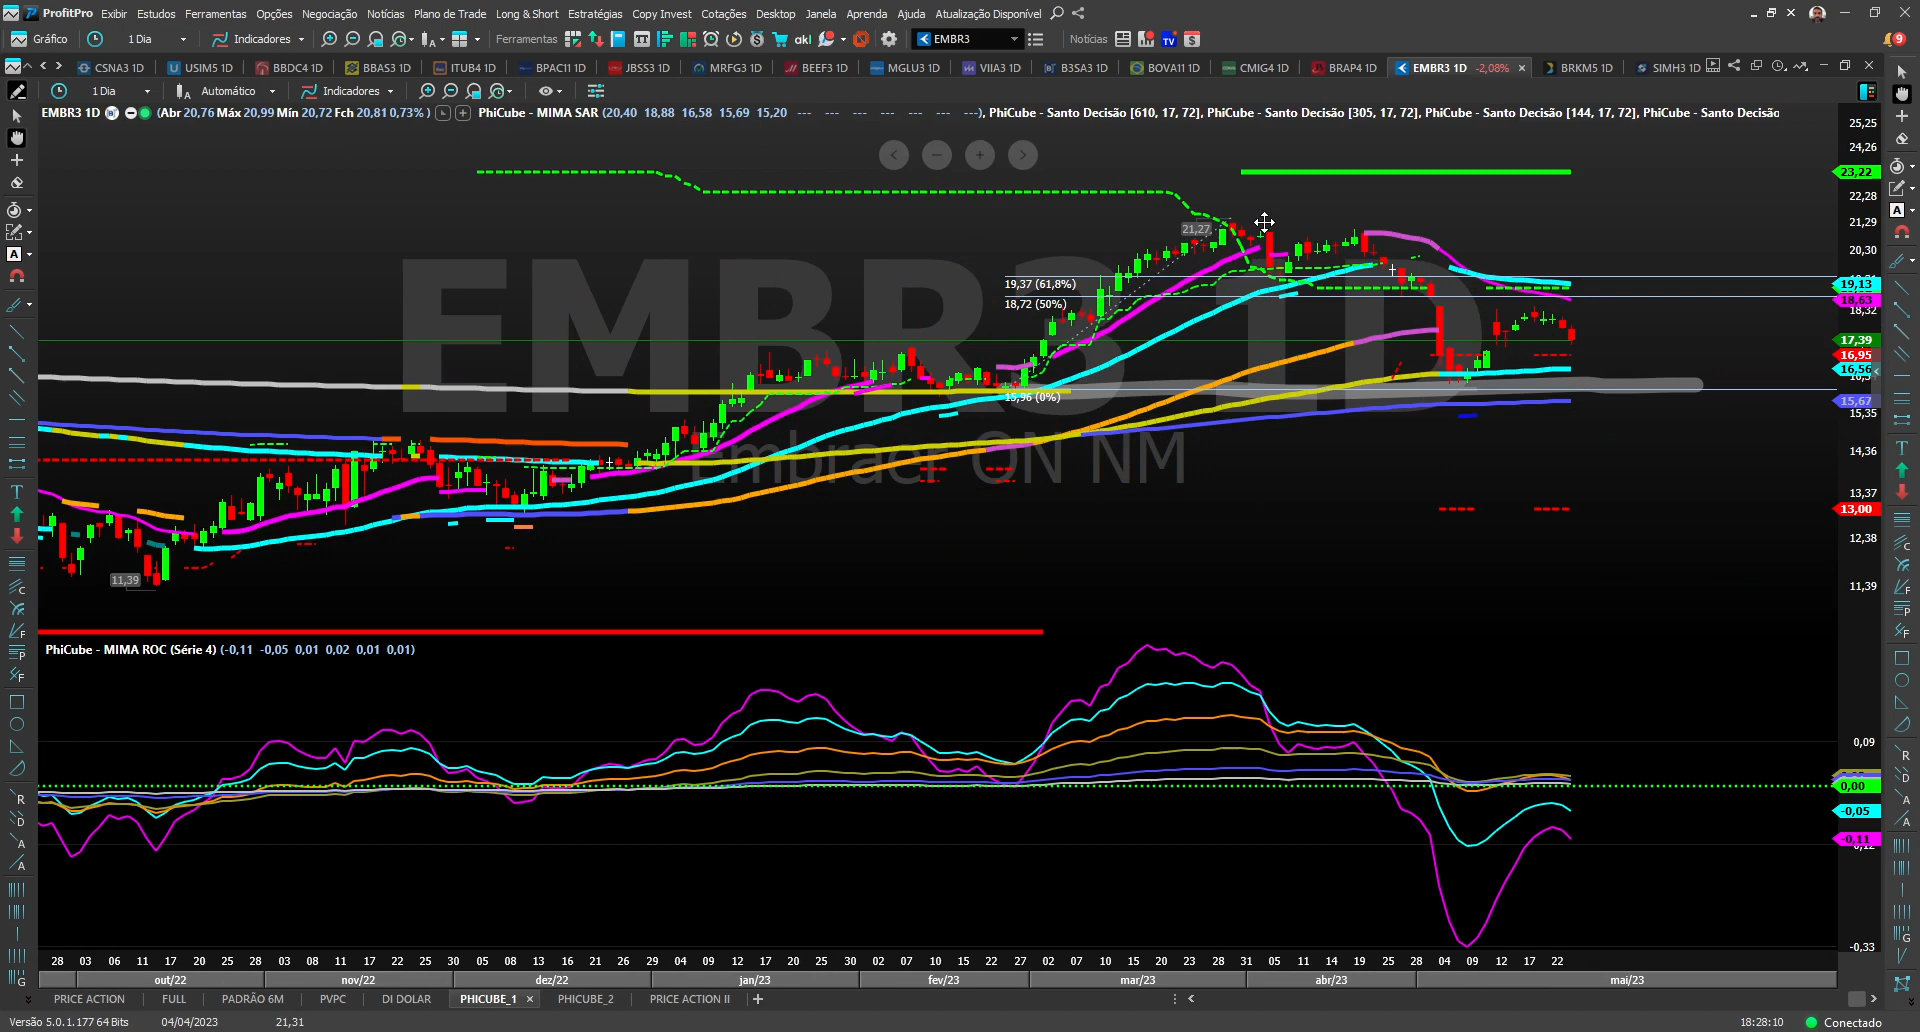 ProfitPro Exibir Estudos Ferramentas Opções Negociação Notícias Plano de Trade Long & Short Estratégias Copy Invest Cotações Desktop Janela Aprenda Ajuda Atualização Disponível
Gráfico 1 Dia Indicadores Ferramentas TT akl EMBR3 Notícias TV 9
CSNA3 1D USIM5 1D BBDC4 1D BBAS3 1D ITUB4 1D BPAC11 1D JBSS3 1D MRFG3 1D BEEF3 1D MGLU3 1D VIIA3 1D B3SA3 1D BOVA11 1D CMIG4 1D BRAP4 1D EMBR3 1D -2,08% BRKM5 1D SIMH3 1D
1 Dia Automático Indicadores
EMBR3 1D (Abr 20,76 Máx 20,99 Mín 20,72 Fch 20,81 0,73% ) PhiCube - MIMA SAR (20,40 18,88 16,58 15,69 15,20 --- --- --- --- --- --- ---), PhiCube - Santo Decisão [610, 17, 72], PhiCube - Santo Decisão [305, 17, 72], PhiCube - Santo Decisão [144, 17, 72], PhiCube - Santo Decisão
25,25
24,26
23,22
22,28
21,29
20,30
19,13
18,63
18,32
17,39
16,95
16,56
15,67
15,35
14,36
13,37
13,00
12,38
11,39
EMBR3 1D
Embraer ON NM
21,27
19,37 (61,8%)
18,72 (50%)
15,96 (0%)
11,39
PhiCube - MIMA ROC (Série 4) (-0,11 -0,05 0,01 0,02 0,01 0,01)
0,09
0,00
-0,05
-0,11
-0,12
-0,33
28 03 06 11 17 20 25 28 03 08 11 17 22 25 30 05 08 13 16 21 26 29 04 09 12 17 20 25 30 02 07 10 15 22 27 02 07 10 15 20 23 28 31 05 11 14 19 25 28 04 09 12 17 22
out/22 nov/22 dez/22 jan/23 fev/23 mar/23 abr/23 mai/23
PRICE ACTION FULL PADRÃO 6M PVPC DI DOLAR PHICUBE_1 PHICUBE_2 PRICE ACTION II
Versão 5.0.1.177 64 Bits 04/04/2023 21,31 18:28:10 Conectado